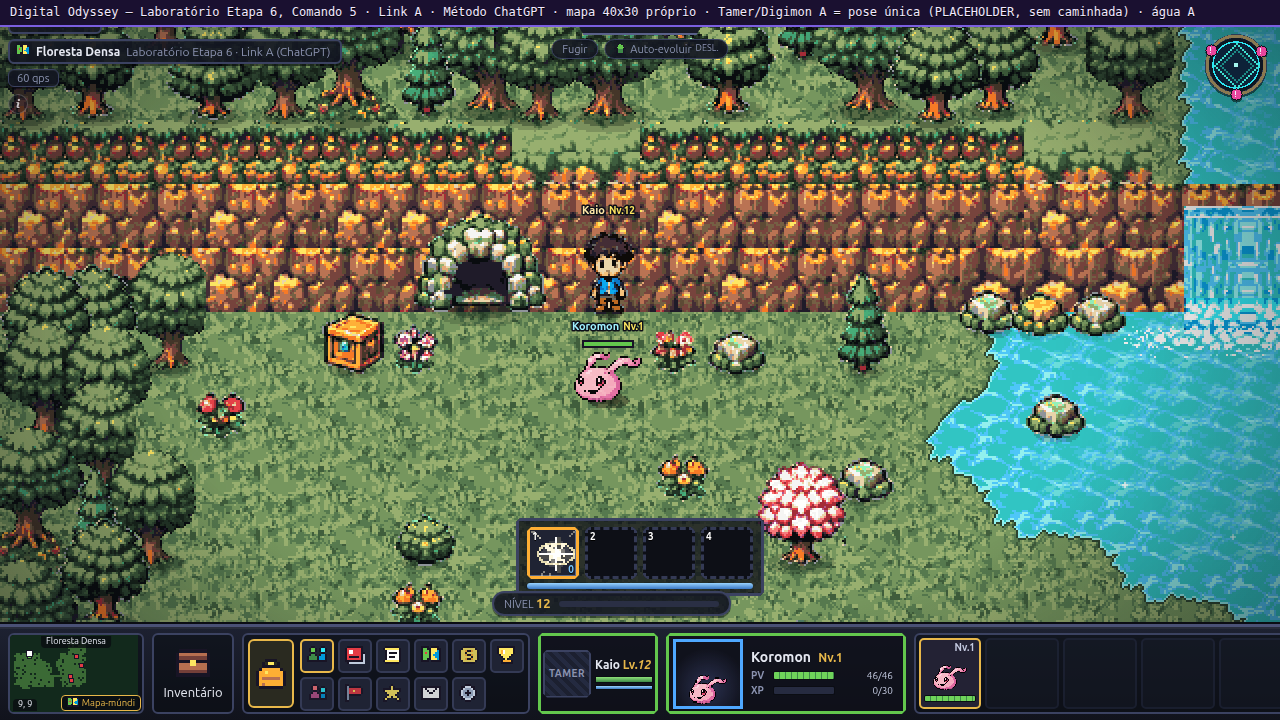 Digital Odyssey — Laboratório Etapa 6, Comando 5 · Link A · Método ChatGPT · mapa 40x30 próprio · Tamer/Digimon A = pose única (PLACEHOLDER, sem caminhada) · água A
Floresta Densa Laboratório Etapa 6 · Link A (ChatGPT)
Fugir
Auto-evoluir DESL.
60 qps
i
Kaio Nv.12
Koromon Nv.1
1
2
3
4
0
NÍVEL 12
Floresta Densa
9, 9
Mapa-múndi
Inventário
TAMER
Kaio Lv.12
Koromon Nv.1
PV 46/46
XP 0/30
Nv.1